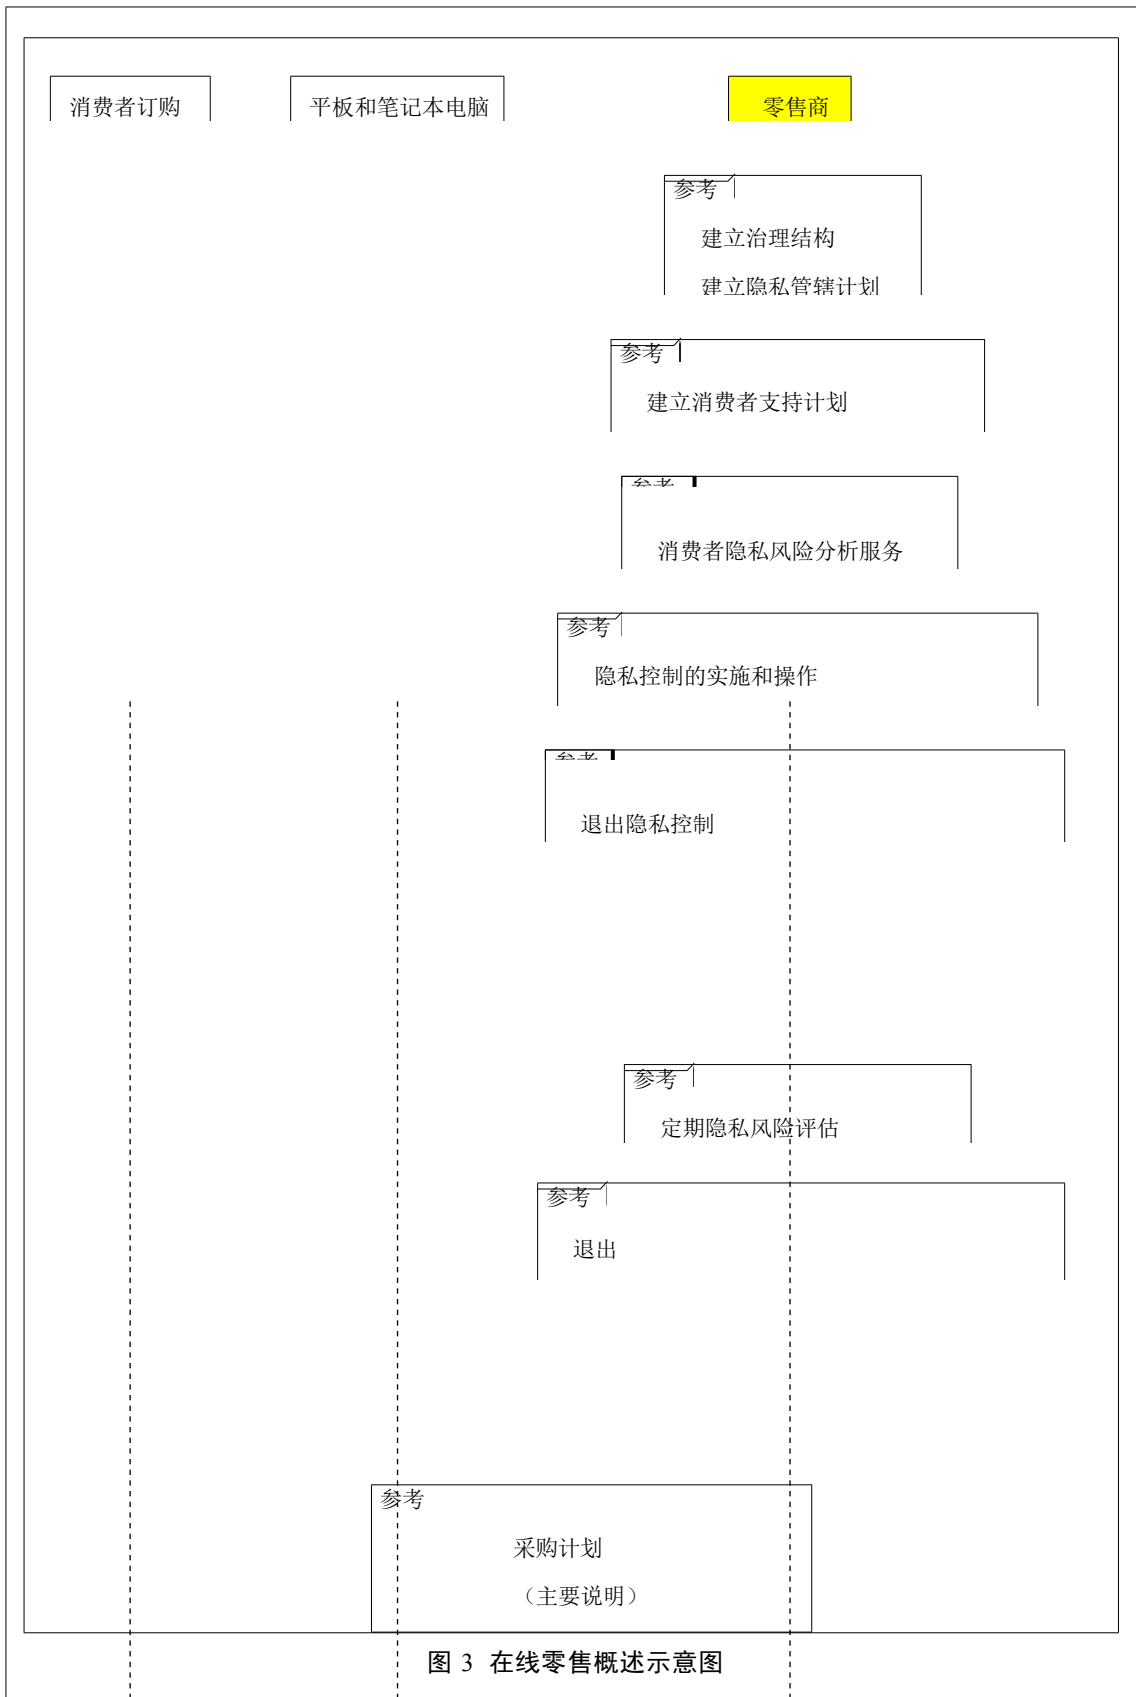 消费者订购
平板和笔记本电脑
零售商
参考
建立治理结构
建立隐私管辖计划
参考
建立消费者支持计划
参考
消费者隐私风险分析服务
参考
隐私控制的实施和操作
参考
退出隐私控制
参考
定期隐私风险评估
参考
退出
参考
采购计划
（主要说明）
图 3 在线零售概述示意图